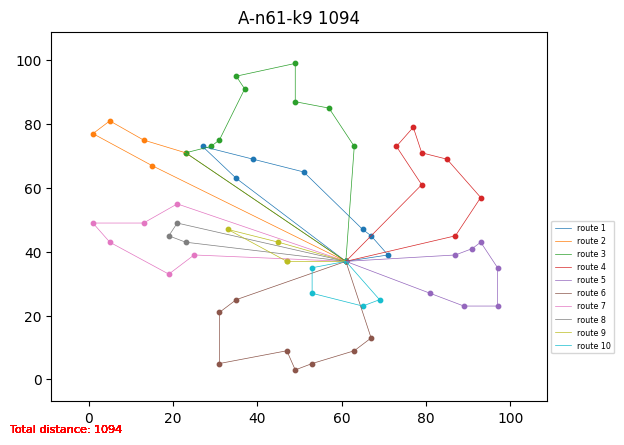 A-n61-k9 1094
100
80
60
40
20
0
0 20 40 60 80 100
route 1
route 2
route 3
route 4
route 5
route 6
route 7
route 8
route 9
route 10
Total distance: 1094